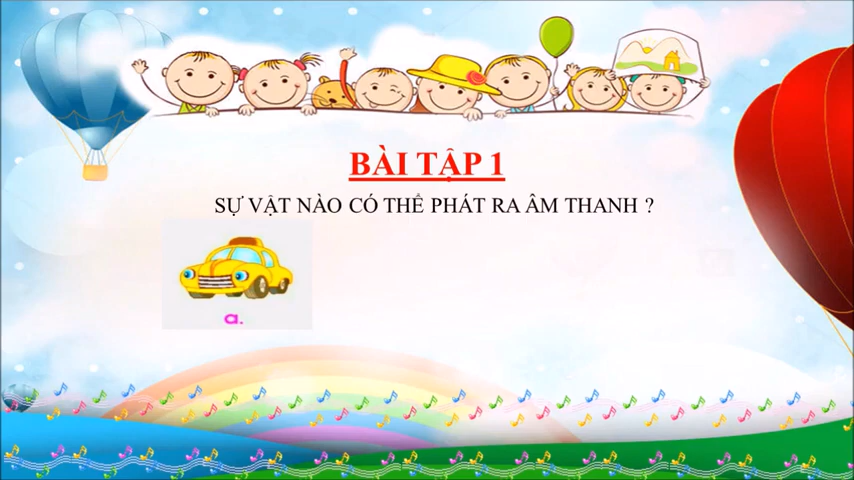 BÀI TẬP 1
SỰ VẬT NÀO CÓ THỂ PHÁT RA ÂM THANH ?
a.